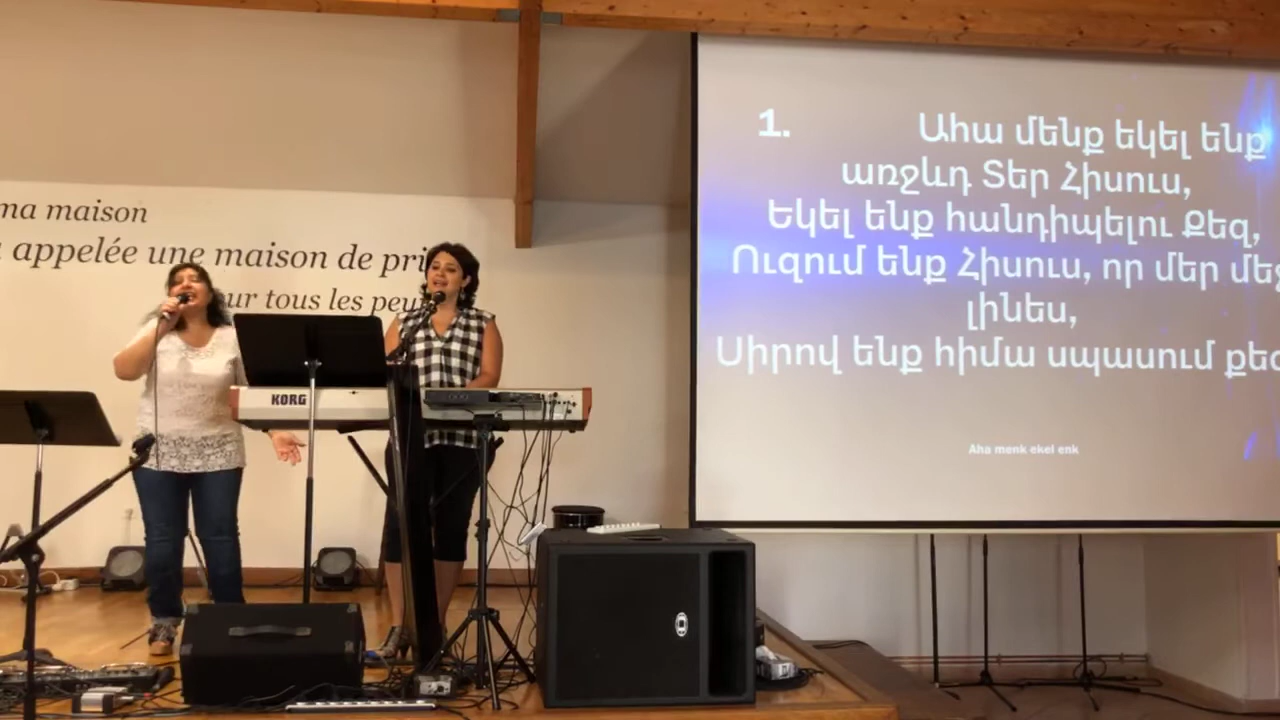 ma maison
appelée une maison de pri
ur tous les peu
KORG
1. Ահա մենք եկել ենք
առջևդ Տեր Հիսուս,
Եկել ենք հանդիպելու Քեզ,
Ուզում ենք Հիսուս, որ մեր մեջ
լինես,
Սիրով ենք հիմա սպասում քեզ
Aha menk ekel enk